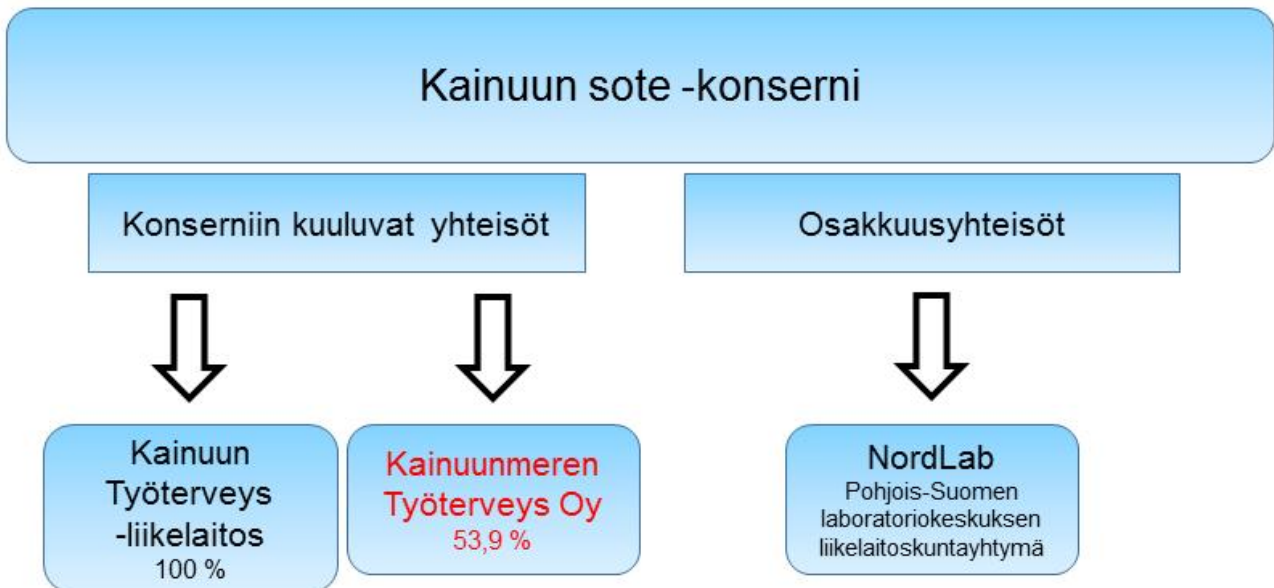 Kainuun sote -konserni
Konserniin kuuluvat yhteisöt
Osakkuusyhteisöt
Kainuun
Työterveys
-liikelaitos
100 %
Kainuunmeren
Työterveys Oy
53,9 %
NordLab
Pohjois-Suomen
laboratoriokeskuksen
liikelaitoskuntayhtymä